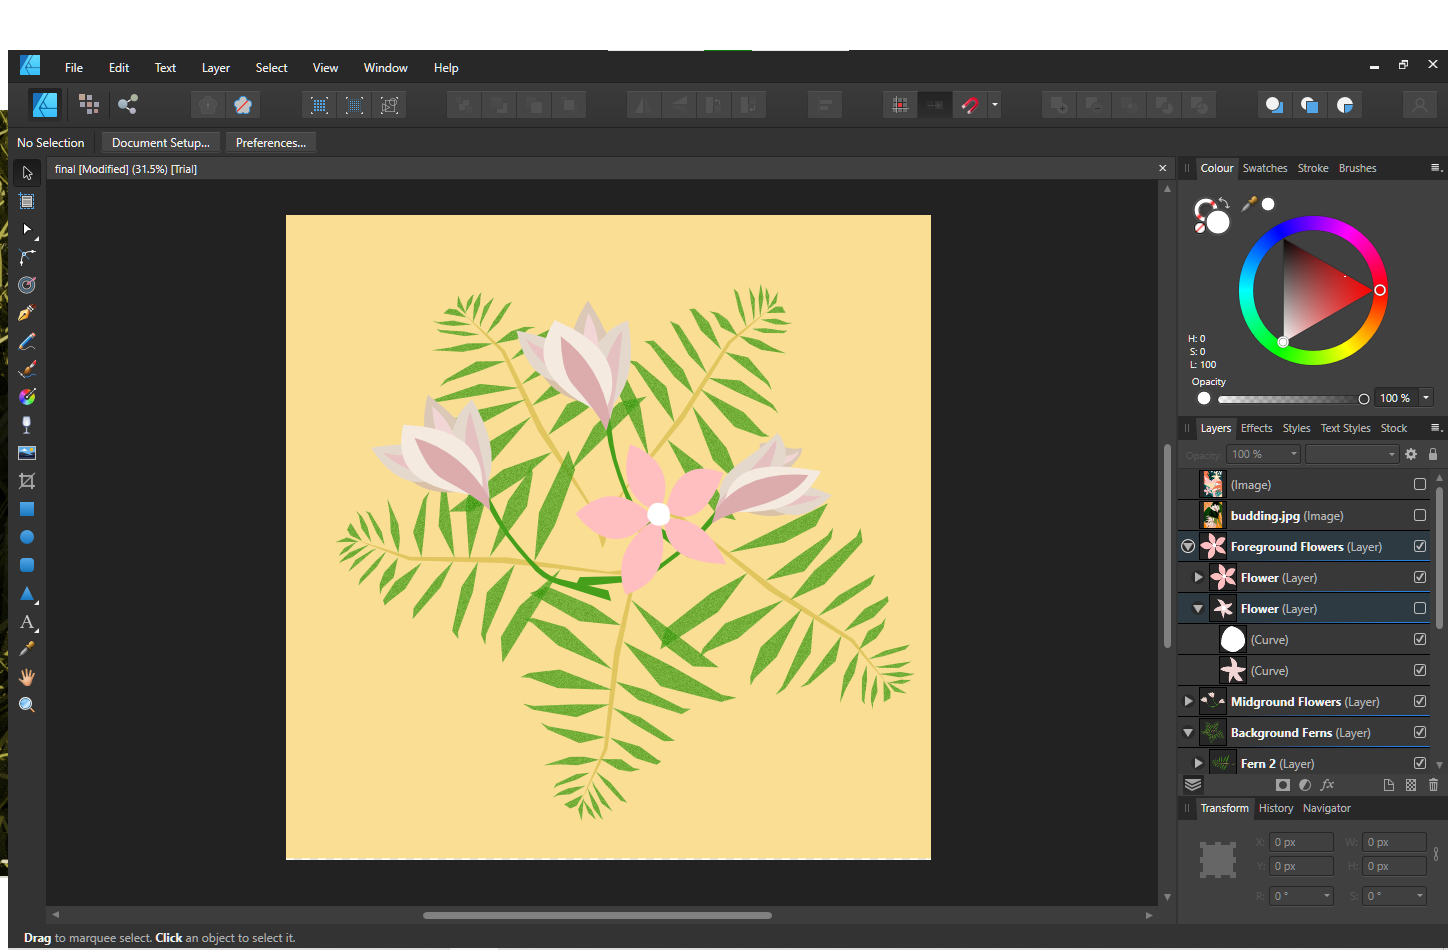 File Edit Text Layer Select View Window Help
No Selection Document Setup... Preferences...
final [Modified] (31.5%) [Trial]
Colour Swatches Stroke Brushes
H: 0
S: 0
L: 100
Opacity
100 %
Layers Effects Styles Text Styles Stock
Opacity: 100 %
(Image)
budding.jpg (Image)
Foreground Flowers (Layer)
Flower (Layer)
Flower (Layer)
(Curve)
(Curve)
Midground Flowers (Layer)
Background Ferns (Layer)
Fern 2 (Layer)
fx
Transform History Navigator
X: 0 px W: 0 px
Y: 0 px H: 0 px
R: 0 ° S: 0 °
Drag to marquee select. Click an object to select it.